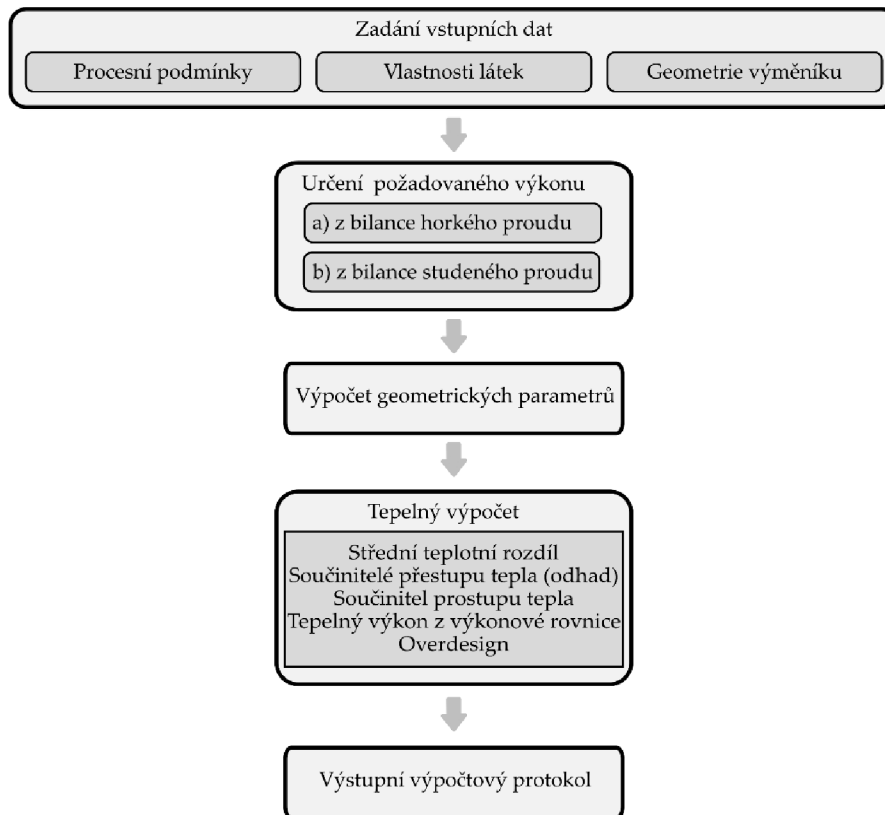 Zadání vstupních dat
Procesní podmínky
Vlastnosti látek
Geometrie výměníku
Určení požadovaného výkonu
a) z bilance horkého proudu
b) z bilance studeného proudu
Výpočet geometrických parametrů
Tepelný výpočet
Střední teplotní rozdíl
Součinitelé přestupu tepla (odhad)
Součinitel prostupu tepla
Tepelný výkon z výkonové rovnice
Overdesign
Výstupní výpočtový protokol